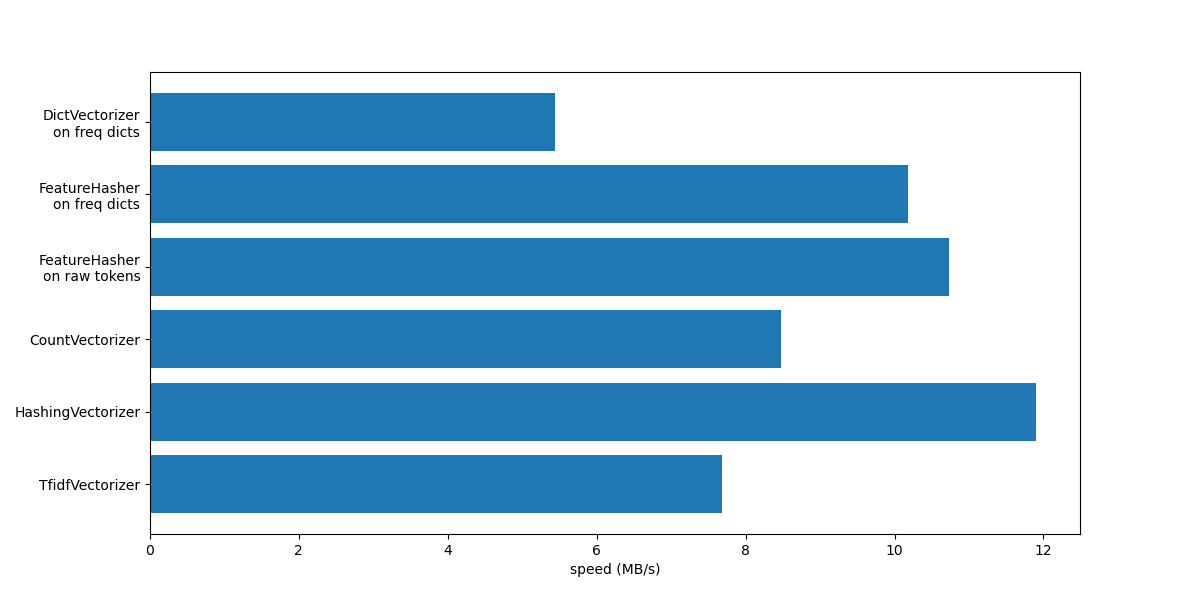 DictVectorizer
on freq dicts
FeatureHasher
on freq dicts
FeatureHasher
on raw tokens
CountVectorizer
HashingVectorizer
TfidfVectorizer
0 2 4 6 8 10 12
speed (MB/s)